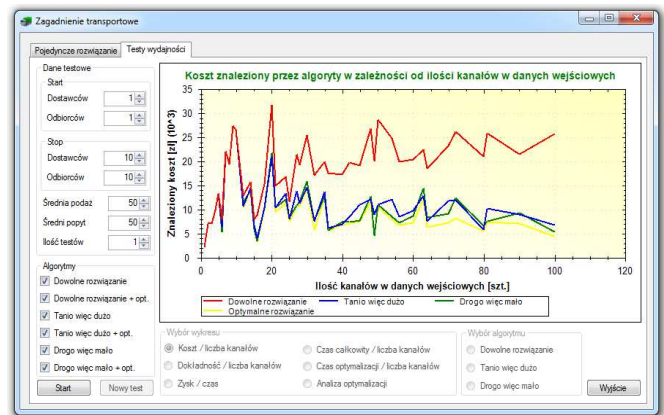 Zagadnienie transportowe
Pojedyncze rozwiązanie Testy wydajności
Dane testowe
Start
Dostawców 1
Odbiorców 1
Stop
Dostawców 10
Odbiorców 10
Średnia podaż 50
Średni popyt 50
Ilość testów 1
Algorytmy
Dowolne rozwiązanie
Dowolne rozwiązanie + opt.
Tanio więc dużo
Tanio więc dużo + opt.
Drogo więc mało
Drogo więc mało + opt.
Start Nowy test
Koszt znaleziony przez algoryty w zależności od ilości kanałów w danych wejściowych
Znaleziony koszt [zł] (10^3)
35
30
25
20
15
10
5
0
0 20 40 60 80 100 120
Ilość kanałów w danych wejściowych [szt.]
Dowolne rozwiązanie Tanio więc dużo Drogo więc mało
Optymalne rozwiązanie
Wybór wykresu
Koszt / liczba kanałów Czas całkowity / liczba kanałów
Dokładność / liczba kanałów Czas optymalizacji / liczba kanałów
Zysk / czas Analiza optymalizacji
Wybór algorytmu
Dowolne rozwiązanie
Tanio więc dużo
Drogo więc mało
Wyjście